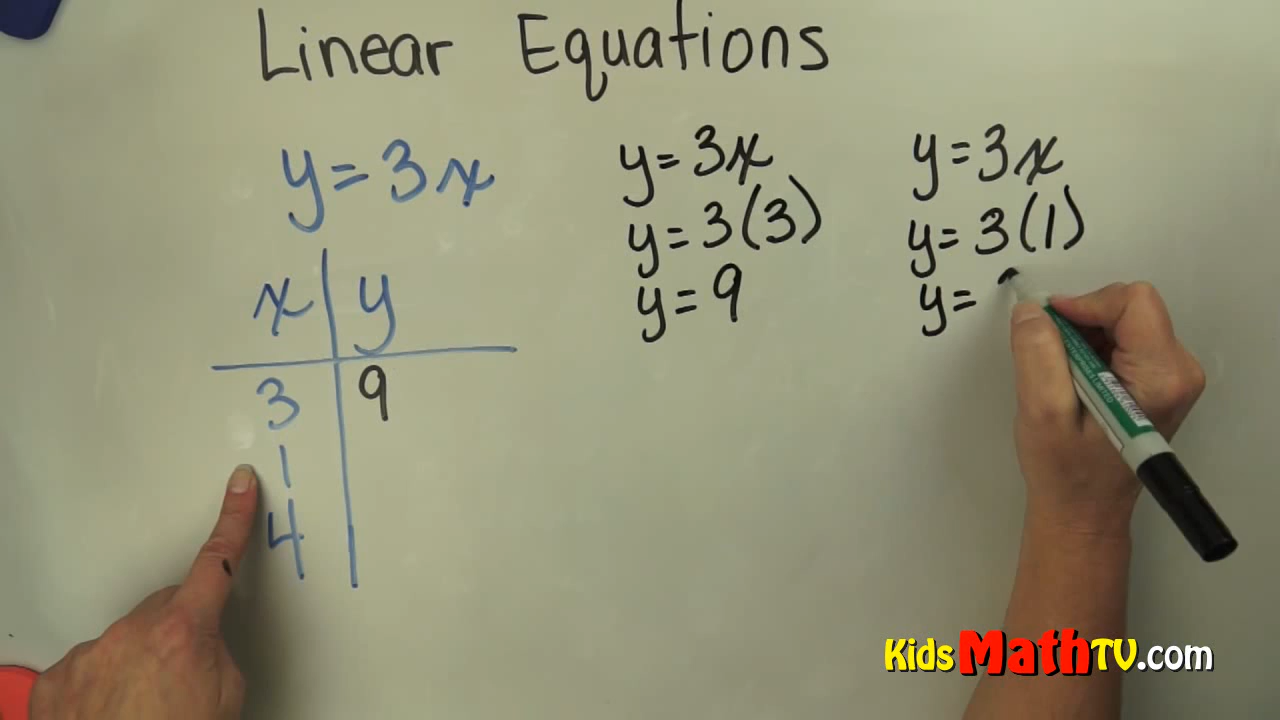 Linear Equations
y = 3x
x y
3 9
1
4
y = 3x
y = 3(3)
y = 9
y = 3x
y = 3(1)
y =
KidsMathTV.com